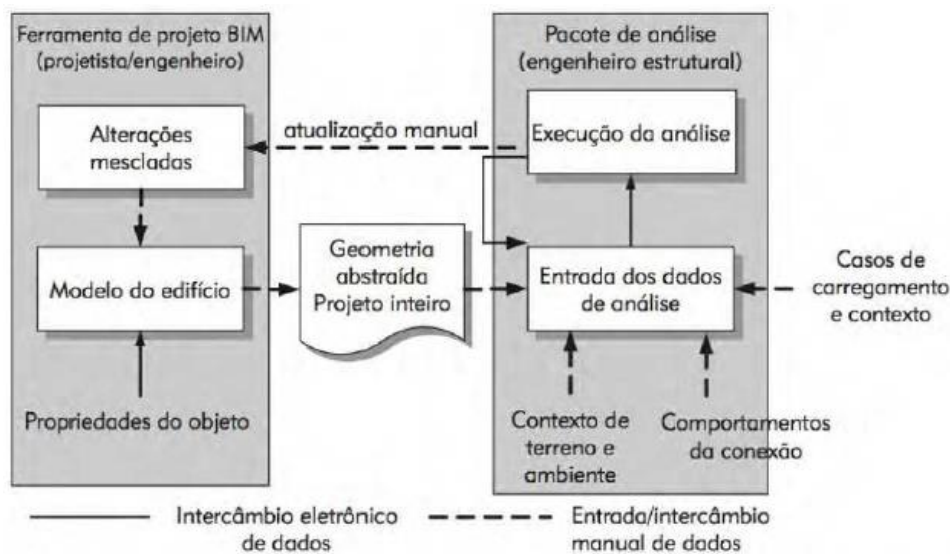 Ferramenta de projeto BIM
(projetista/engenheiro)
Alterações
mescladas
Modelo do edifício
Propriedades do objeto
atualização manual
Geometria
abstraída
Projeto inteiro
Pacote de análise
(engenheiro estrutural)
Execução da análise
Entrada dos dados
de análise
Contexto de
terreno e
ambiente
Comportamentos
da conexão
Casos de
carregamento
e contexto
Intercâmbio eletrônico
de dados
Entrada/intercâmbio
manual de dados